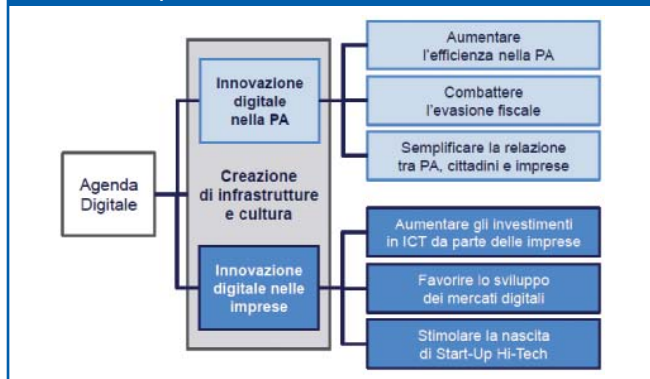 Agenda
Digitale
Innovazione
digitale
nella PA
Creazione
di infrastrutture
e cultura
Innovazione
digitale nelle
imprese
Aumentare
l'efficienza nella PA
Combattere
l'evasione fiscale
Semplificare la relazione
tra PA, cittadini e imprese
Aumentare gli investimenti
in ICT da parte delle imprese
Favorire lo sviluppo
dei mercati digitali
Stimolare la nascita
di Start-Up Hi-Tech